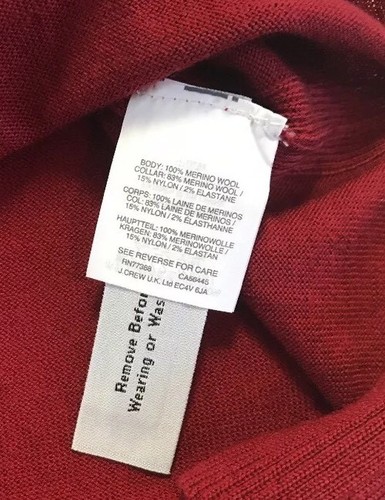 BODY: 100% MERINO WOOL
COLLAR: 83% MERINO WOOL
/ 15% NYLON / 2% ELASTANE
CORPS: 100% LAINE DE MERINOS
COL: 83% LAINE DE MERINOS
/ 15% NYLON / 2% ELASTHANNE
HAUPTTEIL: 100% MERINOWOLLE
KRAGEN: 83% MERINOWOLLE /
15% NYLON / 2% ELASTAN
SEE REVERSE FOR CARE
RN77388 CA56445
J.CREW U.K. Ltd EC4V 6JA
Remove Before
Wearing or Was